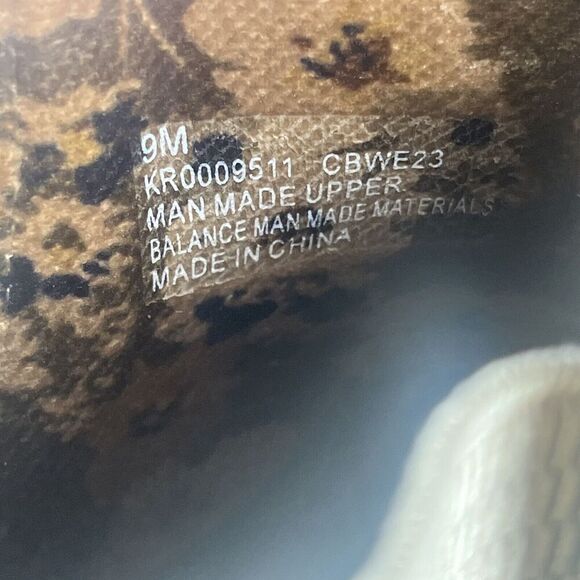 9M
KR0009511 CBWE23
MAN MADE UPPER
BALANCE MAN MADE MATERIALS
MADE IN CHINA